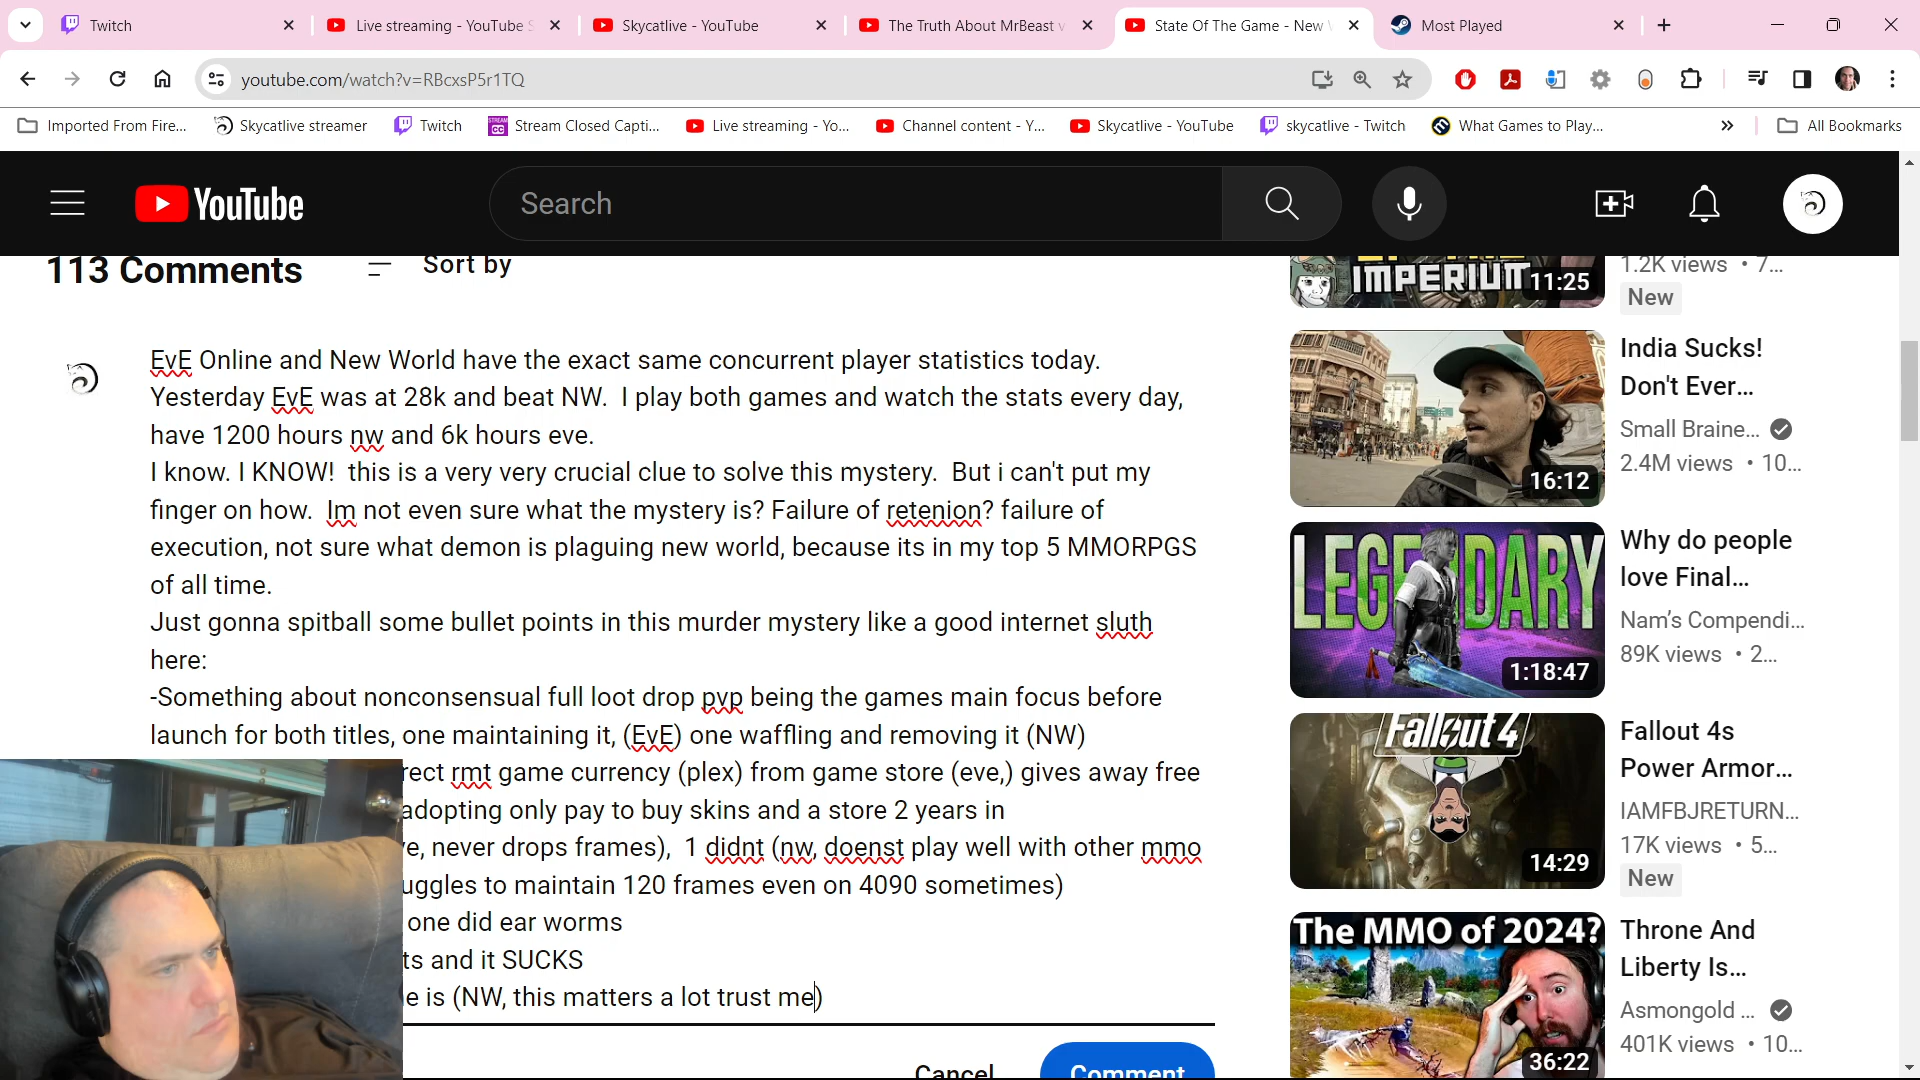 Twitch
Live streaming - YouTube S
Skycatlive - YouTube
The Truth About MrBeast v
State Of The Game - New
Most Played
youtube.com/watch?v=RBcxsP5r1TQ
Imported From Fire...
Skycatlive streamer
Twitch
Stream Closed Capti...
Live streaming - Yo...
Channel content - Y...
Skycatlive - YouTube
skycatlive - Twitch
What Games to Play...
All Bookmarks
YouTube
Search
113 Comments
Sort by
EvE Online and New World have the exact same concurrent player statistics today.
Yesterday EvE was at 28k and beat NW. I play both games and watch the stats every day,
have 1200 hours nw and 6k hours eve.
I know. I KNOW! this is a very very crucial clue to solve this mystery. But i can't put my
finger on how. Im not even sure what the mystery is? Failure of retenion? failure of
execution, not sure what demon is plaguing new world, because its in my top 5 MMORPGS
of all time.
Just gonna spitball some bullet points in this murder mystery like a good internet sluth
here:
-Something about nonconsensual full loot drop pvp being the games main focus before
launch for both titles, one maintaining it, (EvE) one waffling and removing it (NW)
rect rmt game currency (plex) from game store (eve,) gives away free
adopting only pay to buy skins and a store 2 years in
e, never drops frames), 1 didnt (nw, doenst play well with other mmo
uggles to maintain 120 frames even on 4090 sometimes)
one did ear worms
ts and it SUCKS
e is (NW, this matters a lot trust me)
Cancel
Comment
IMPERIUM
11:25
1.2K views • 7...
New
16:12
India Sucks!
Don't Ever...
Small Braine...
2.4M views • 10...
LEGENDARY
1:18:47
Why do people
love Final...
Nam's Compendi...
89K views • 2...
Fallout 4
14:29
Fallout 4s
Power Armor...
IAMFBJRETURN...
17K views • 5...
New
The MMO of 2024?
36:22
Throne And
Liberty Is...
Asmongold ...
401K views • 10...